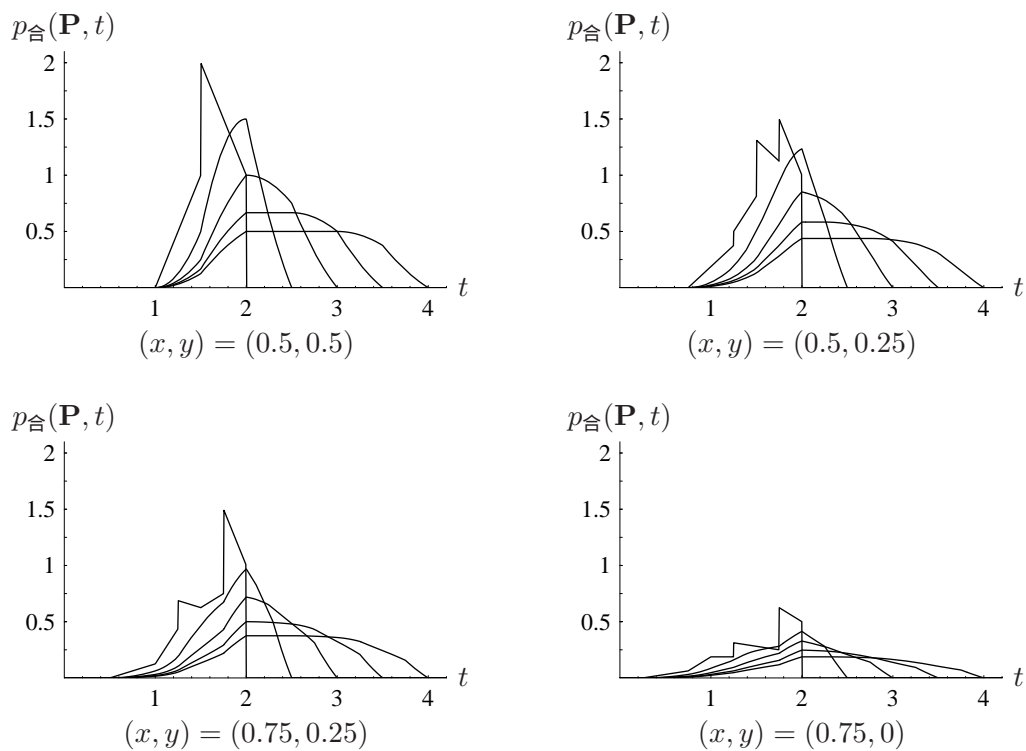 p合(P, t)
2
1.5
1
0.5
1 2 3 4 t
(x, y) = (0.5, 0.5)
p合(P, t)
2
1.5
1
0.5
1 2 3 4 t
(x, y) = (0.5, 0.25)
p合(P, t)
2
1.5
1
0.5
1 2 3 4 t
(x, y) = (0.75, 0.25)
p合(P, t)
2
1.5
1
0.5
1 2 3 4 t
(x, y) = (0.75, 0)